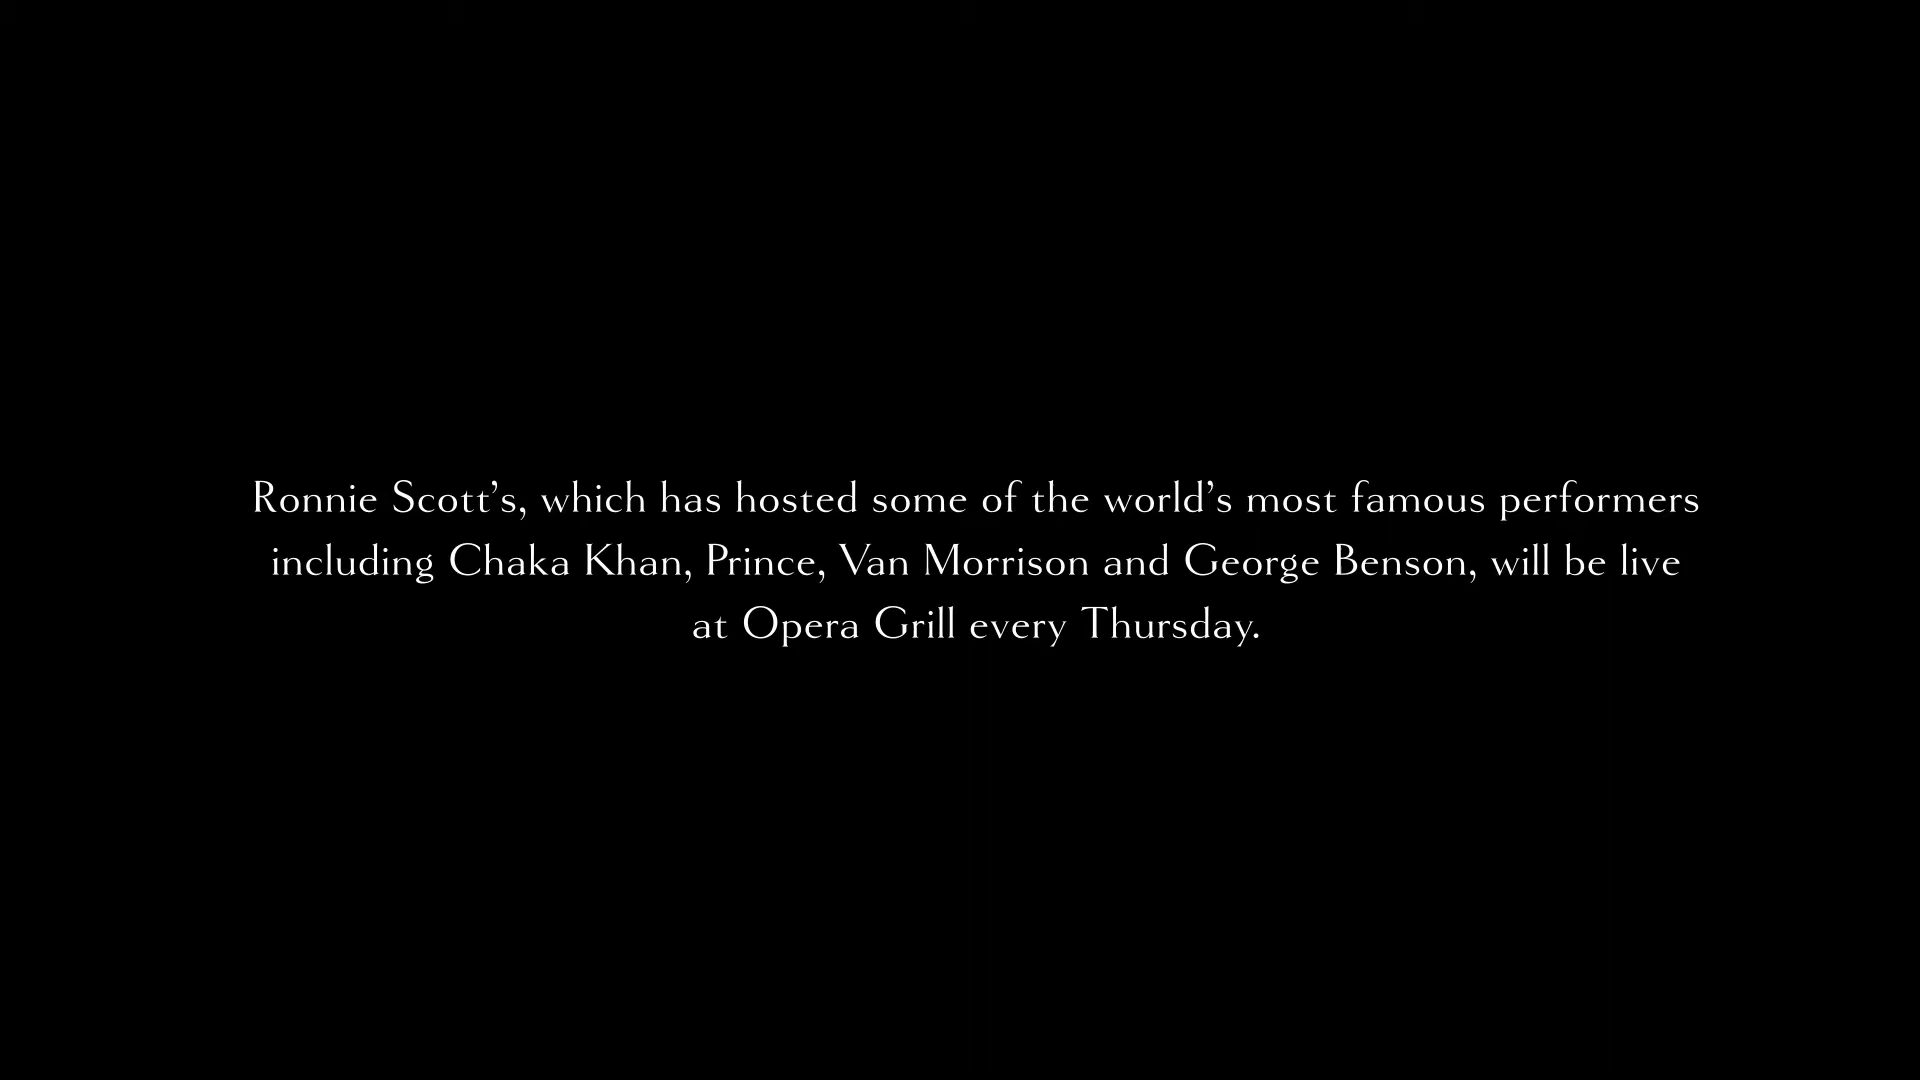 Ronnie Scott’s, which has hosted some of the world’s most famous performers
including Chaka Khan, Prince, Van Morrison and George Benson, will be live
at Opera Grill every Thursday.